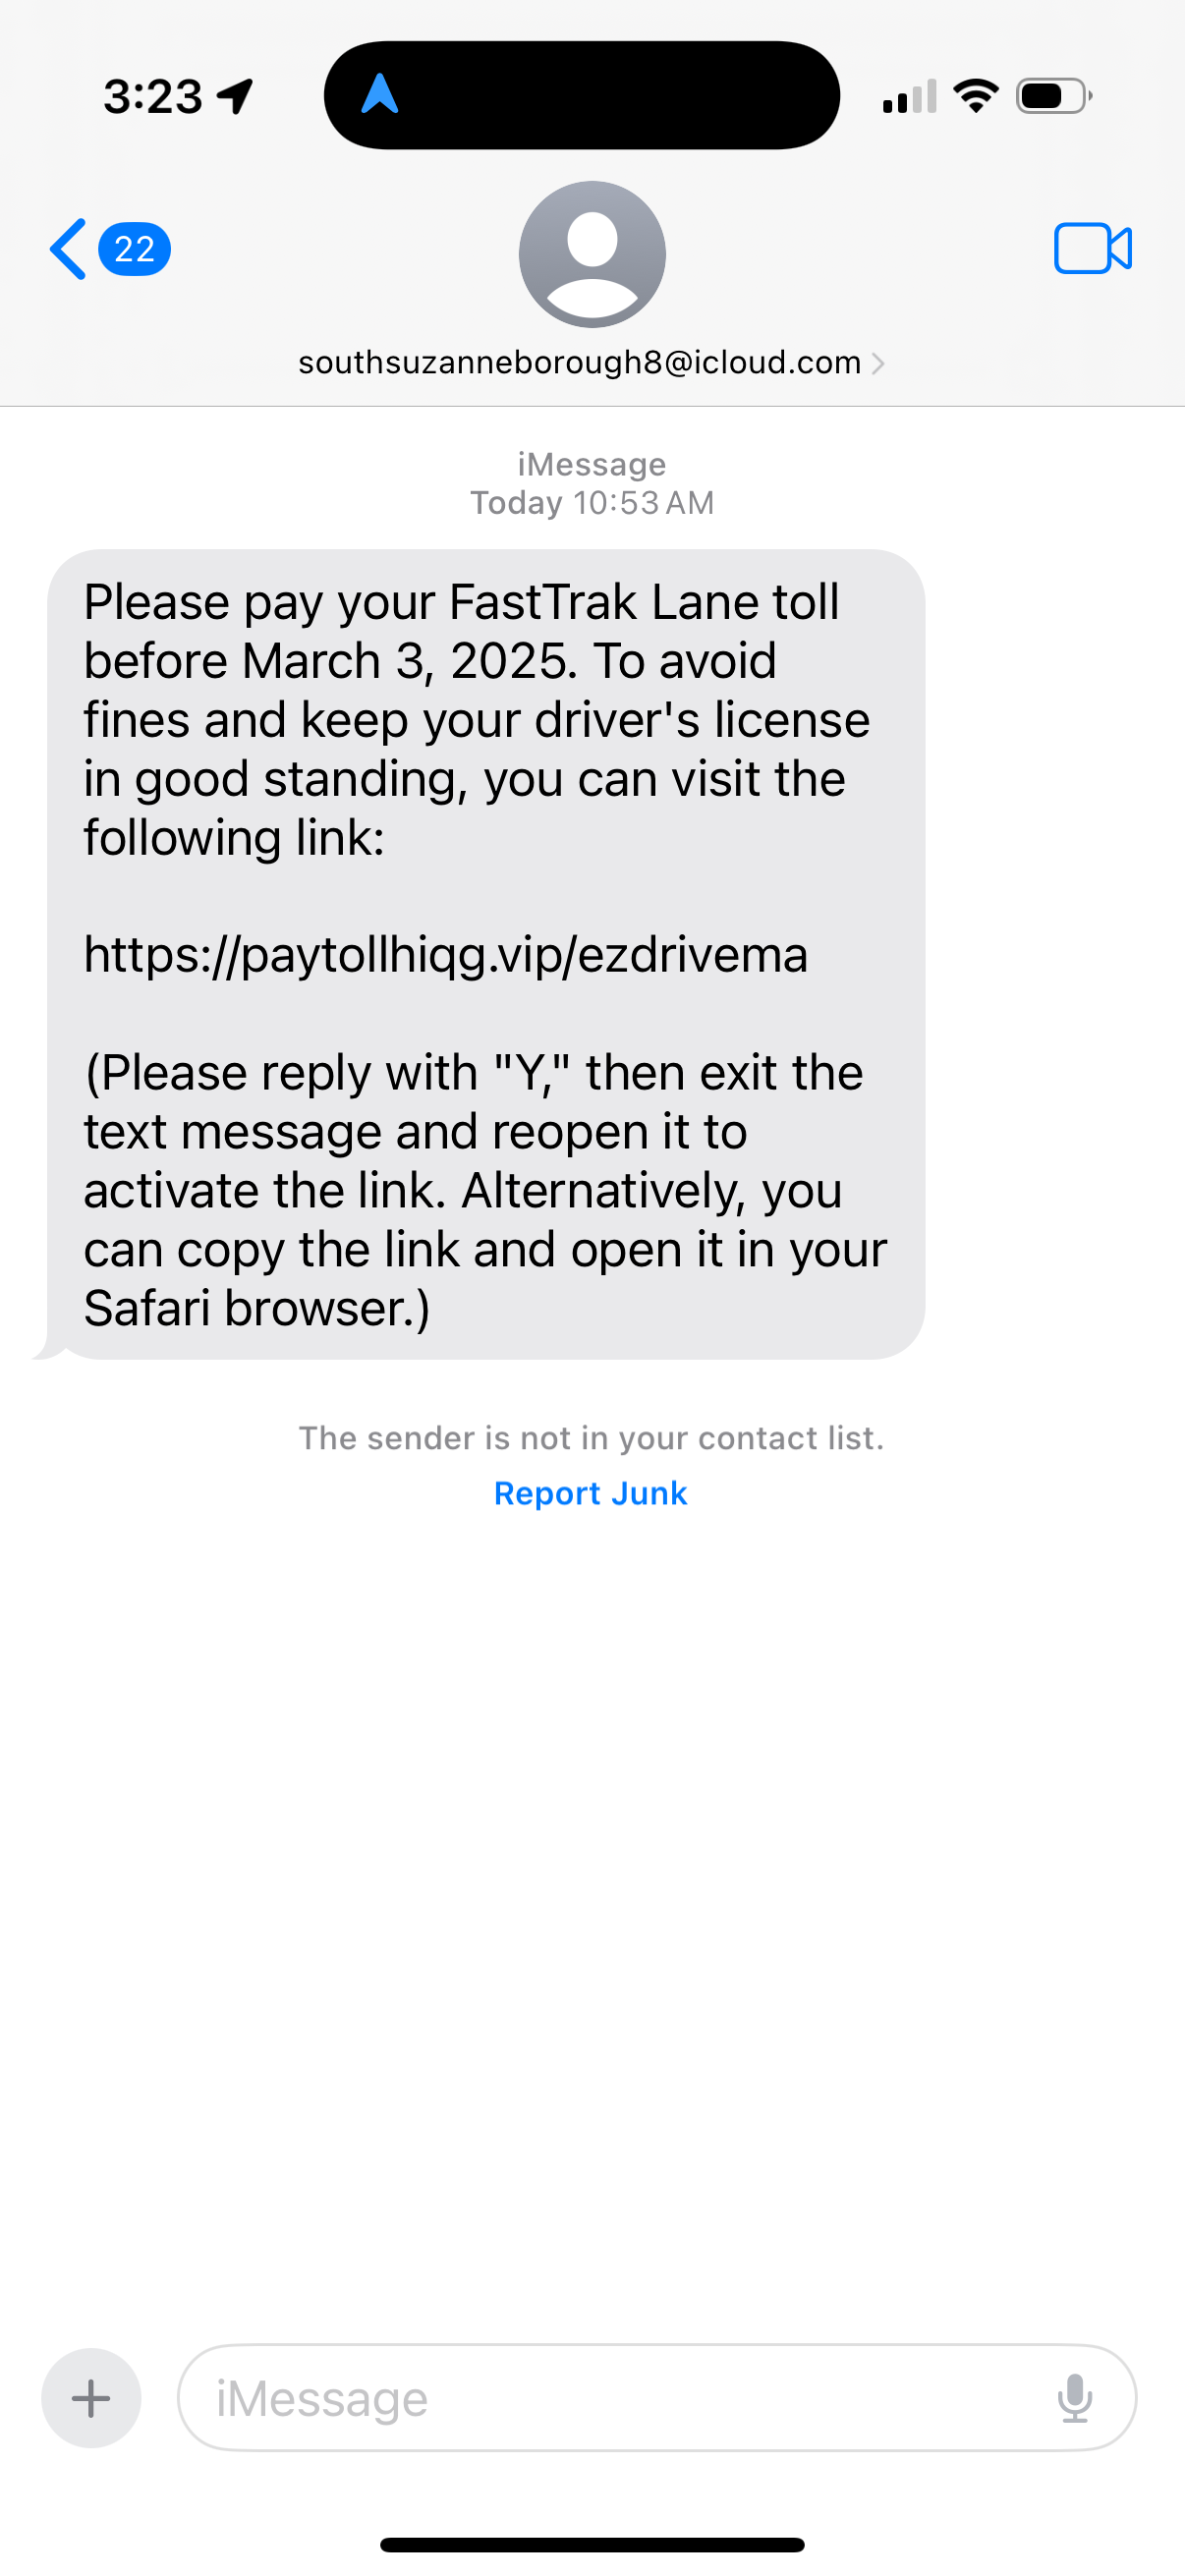 3:23
22
southsuzanneborough8@icloud.com
iMessage
Today 10:53 AM
Please pay your FastTrak Lane toll
before March 3, 2025. To avoid
fines and keep your driver's license
in good standing, you can visit the
following link:
https://paytollhiqg.vip/ezdrivema
(Please reply with "Y," then exit the
text message and reopen it to
activate the link. Alternatively, you
can copy the link and open it in your
Safari browser.)
The sender is not in your contact list.
Report Junk
iMessage